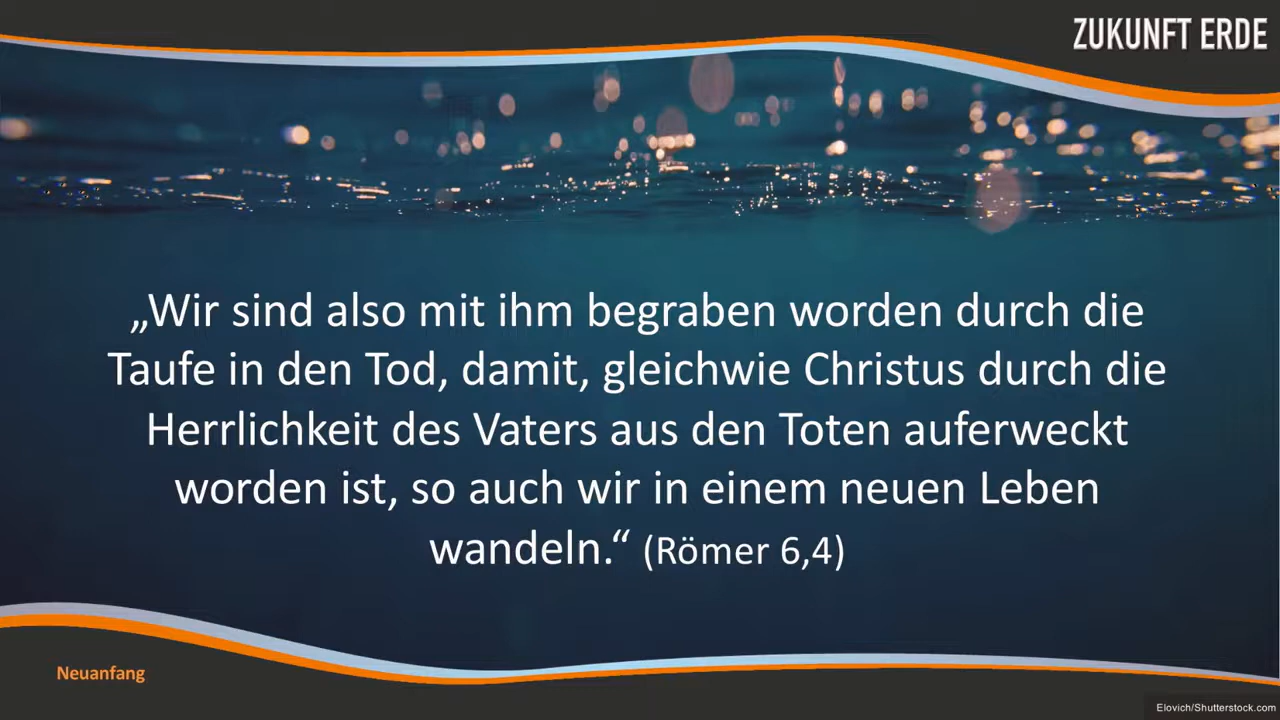 ZUKUNFT ERDE
„Wir sind also mit ihm begraben worden durch die
Taufe in den Tod, damit, gleichwie Christus durch die
Herrlichkeit des Vaters aus den Toten auferweckt
worden ist, so auch wir in einem neuen Leben
wandeln.“ (Römer 6,4)
Neuanfang
Elovich/Shutterstock.com